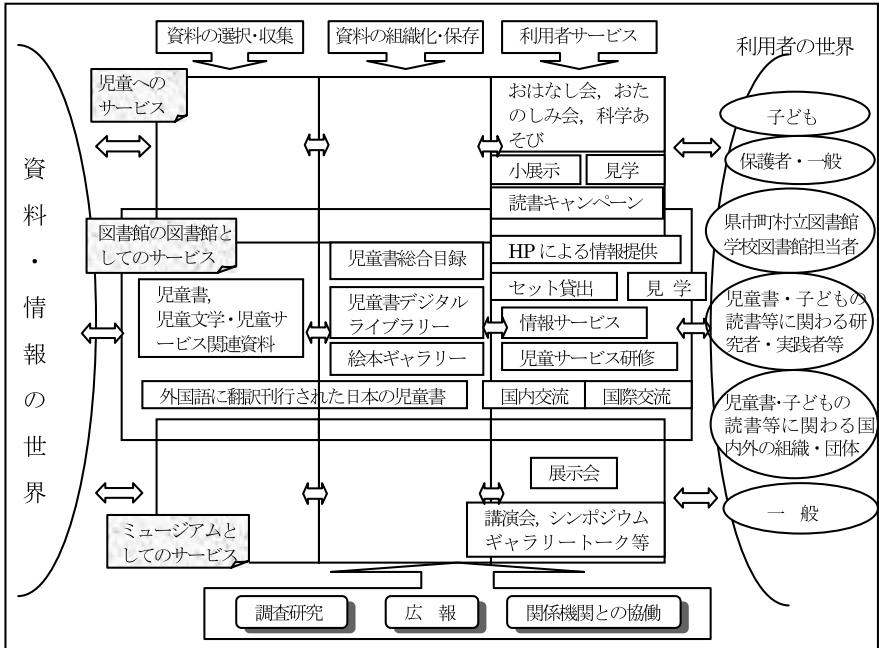 資料の選択・収集
資料の組織化・保存
利用者サービス
利用者の世界
資料・情報の世界
児童への
サービス
おはなし会，おた
のしみ会，科学あ
そび
小展示
見学
読書キャンペーン
子ども
保護者・一般
図書館の図書館と
してのサービス
児童書，
児童文学・児童サ
ービス関連資料
児童書総合目録
児童書デジタル
ライブラリー
絵本ギャラリー
HP による情報提供
セット貸出
見 学
情報サービス
児童サービス研修
外国語に翻訳刊行された日本の児童書
国内交流
国際交流
県市町村立図書館
学校図書館担当者
児童書・子どもの
読書等に関わる研
究者・実践者等
児童書・子どもの
読書等に関わる国
内外の組織・団体
展示会
講演会，シンポジウム
ギャラリートーク等
一 般
ミュージアムと
してのサービス
調査研究
広 報
関係機関との協働